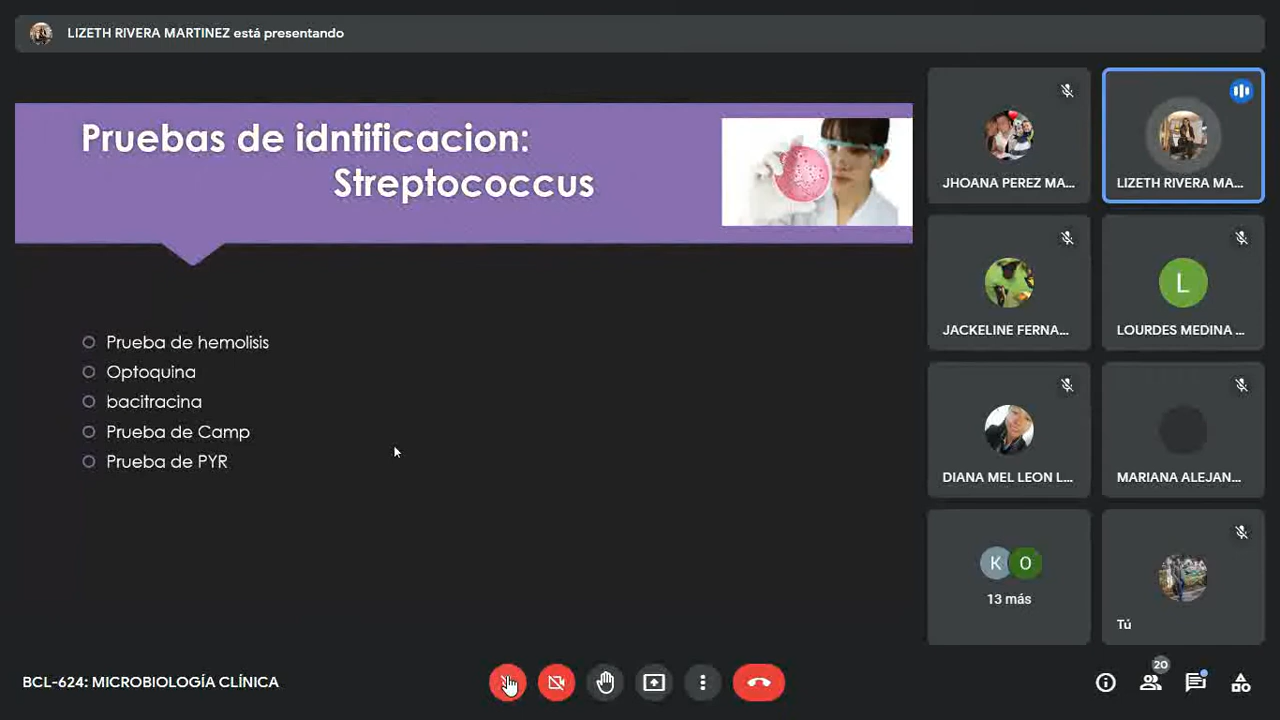 LIZETH RIVERA MARTINEZ está presentando
Pruebas de idntificacion:
Streptococcus
Prueba de hemolisis
Optoquina
bacitracina
Prueba de Camp
Prueba de PYR
JHOANA PEREZ MA...
LIZETH RIVERA MA...
JACKELINE FERNA...
L
LOURDES MEDINA ...
DIANA MEL LEON L...
MARIANA ALEJAN...
K O
13 más
Tú
BCL-624: MICROBIOLOGÍA CLÍNICA
20